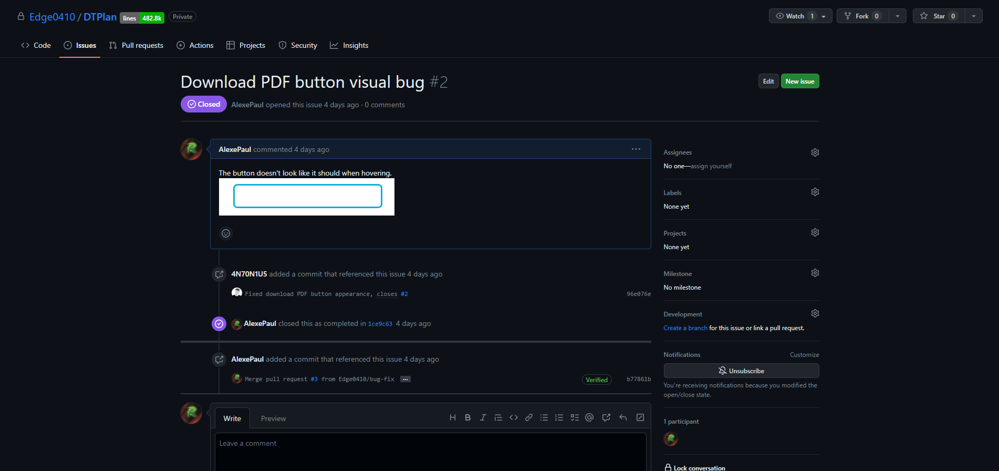 Edge0410 / DTPlan lines 482.8k Private
Watch 1 Fork 0 Star 0
Code Issues Pull requests Actions Projects Security Insights
Download PDF button visual bug #2
Edit New issue
Closed AlexePaul opened this issue 4 days ago · 0 comments
AlexePaul commented 4 days ago
The button doesn't look like it should when hovering.
4N70N1U5 added a commit that referenced this issue 4 days ago
Fixed download PDF button appearance, closes #2 96e076e
AlexePaul closed this as completed in 1ce9c63 4 days ago
AlexePaul added a commit that referenced this issue 4 days ago
Merge pull request #3 from Edge0410/bug-fix ... Verified b77861b
Write Preview
Leave a comment
Assignees
No one—assign yourself
Labels
None yet
Projects
None yet
Milestone
No milestone
Development
Create a branch for this issue or link a pull request.
Notifications Customize
Unsubscribe
You're receiving notifications because you modified the
open/close state.
1 participant
Lock conversation